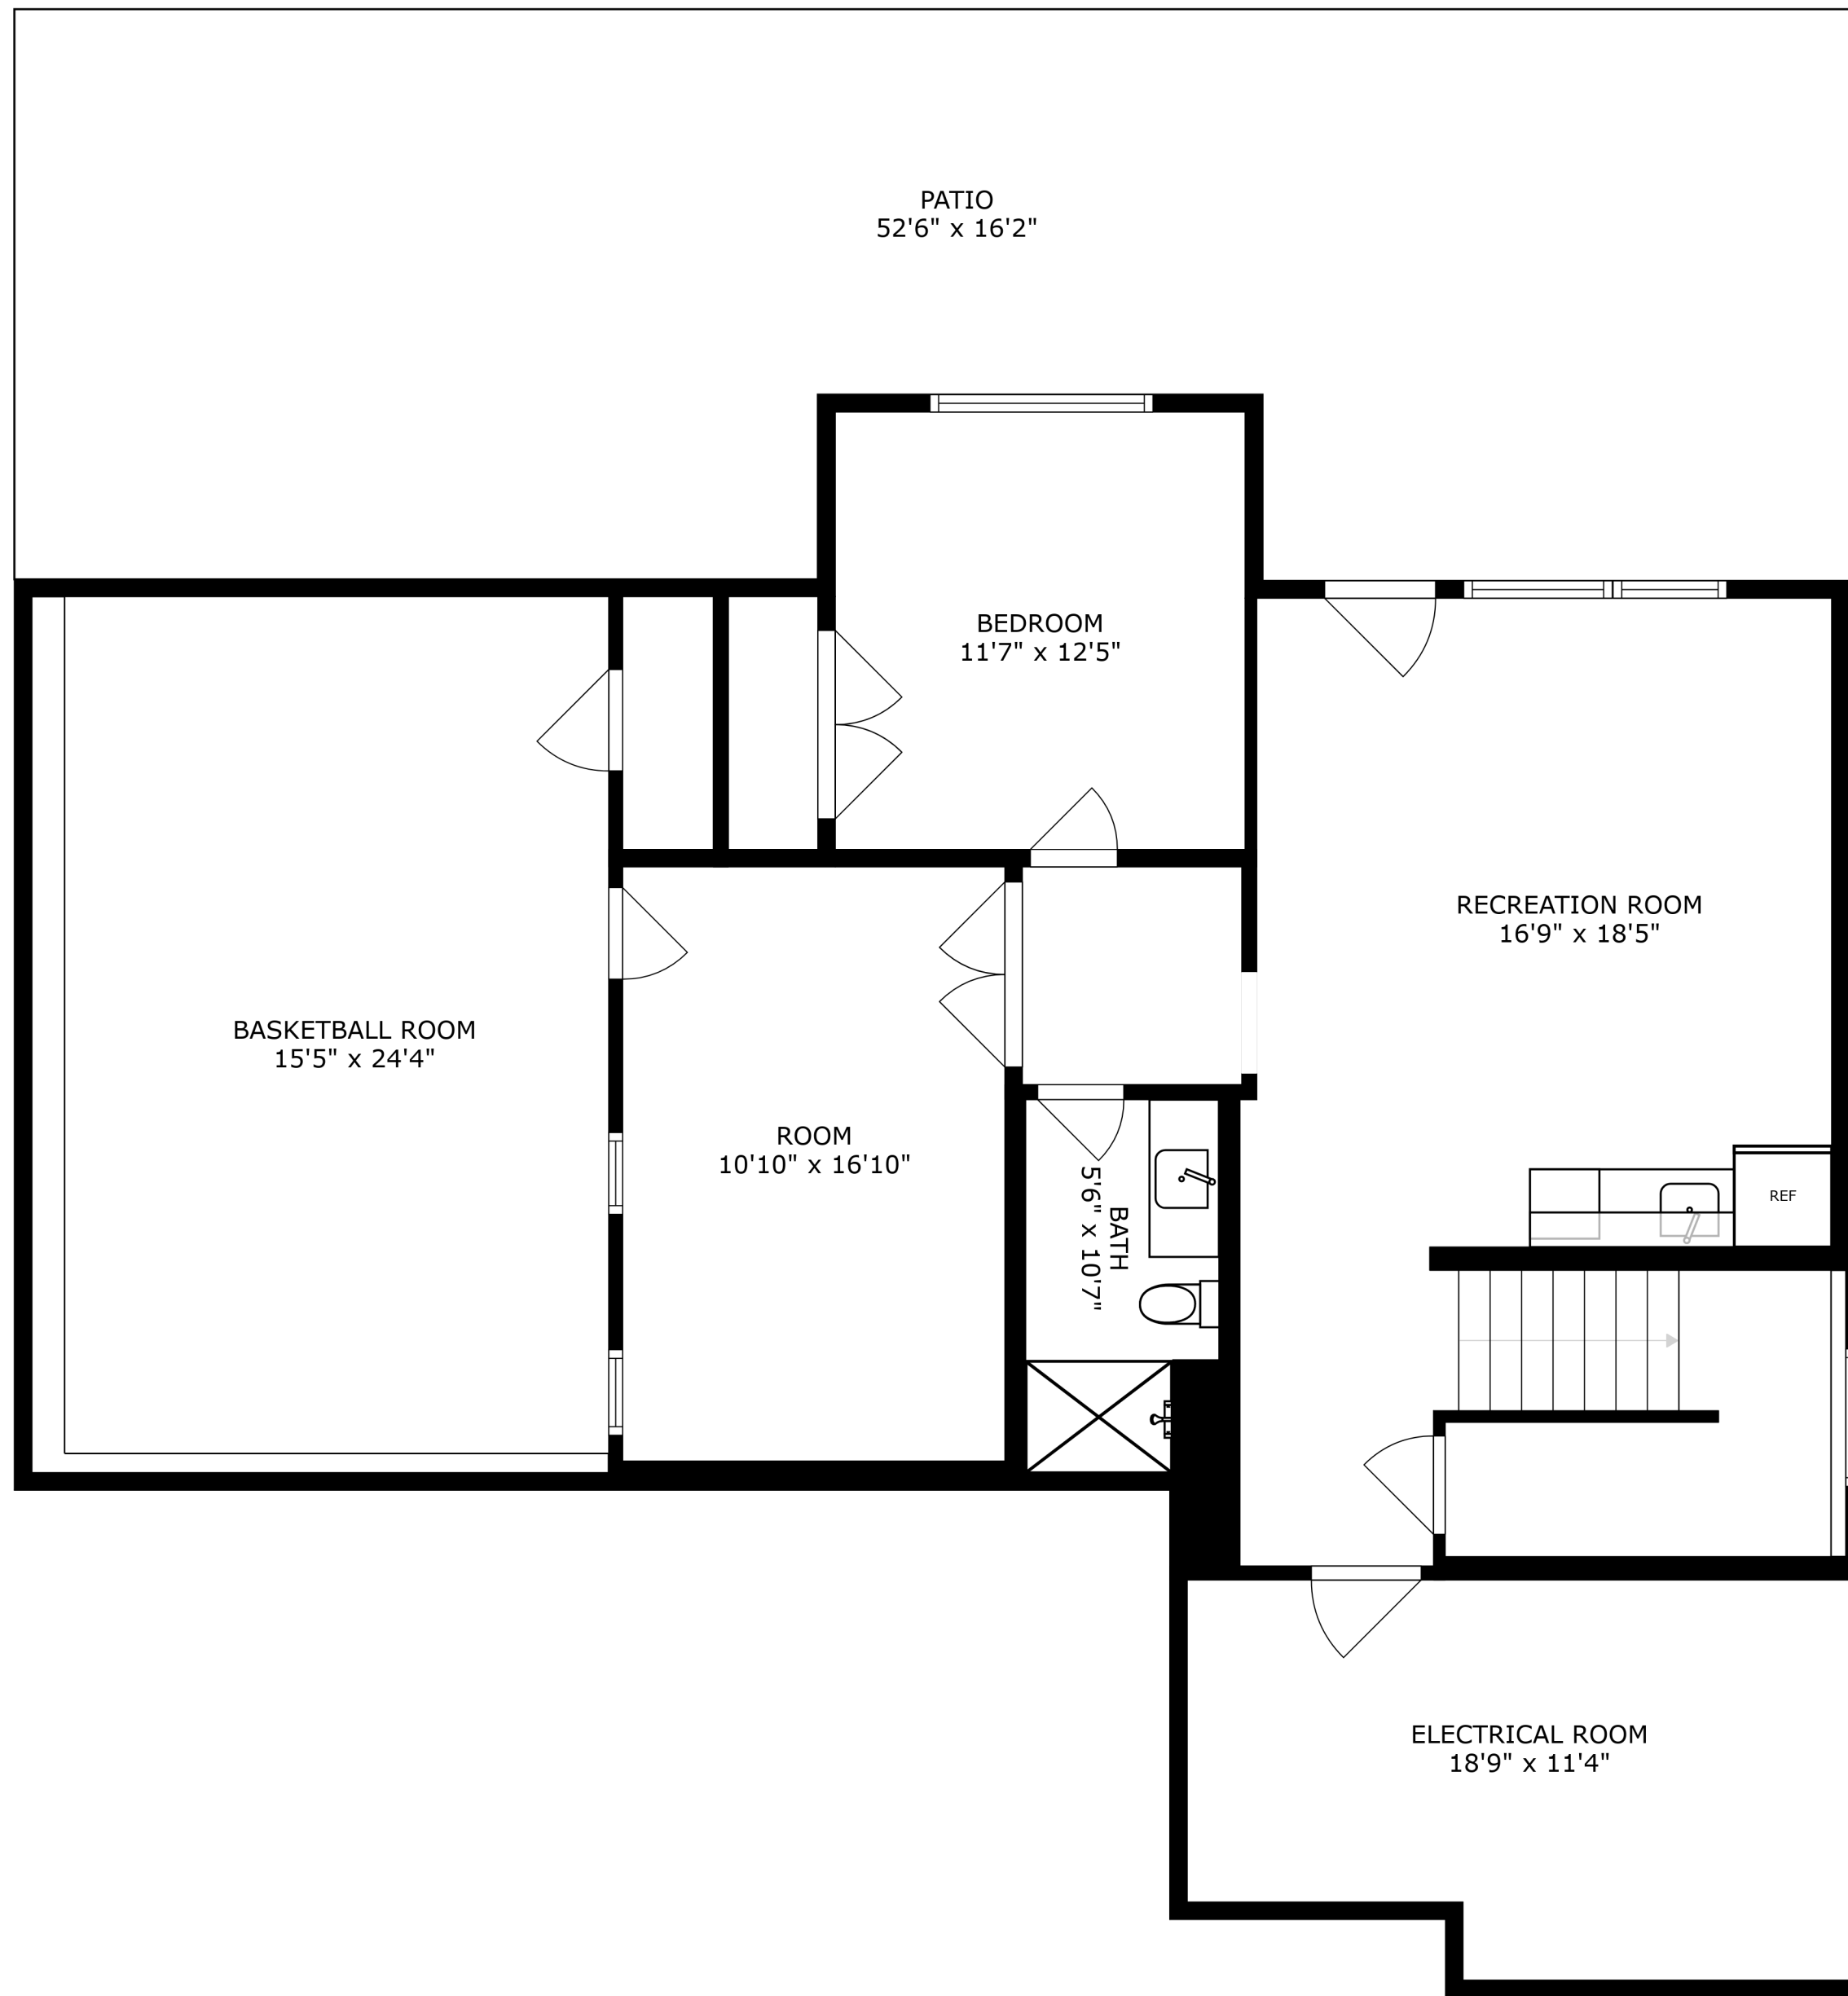 PATIO
52'6" x 16'2"
BEDROOM
11'7" x 12'5"
RECREATION ROOM
16'9" x 18'5"
BASKETBALL ROOM
15'5" x 24'4"
ROOM
10'10" x 16'10"
BATH
5'6" x 10'7"
REF
ELECTRICAL ROOM
18'9" x 11'4"